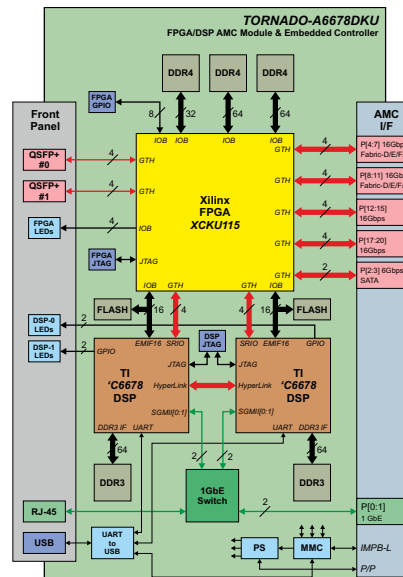 TORNADO-A6678DKU
FPGA/DSP AMC Module & Embedded Controller
Front
Panel
AMC
I/F
FPGA
GPIO
DDR4
DDR4
DDR4
8
32
64
64
IOB
IOB
IOB
IOB
QSFP+
#0
4
GTH
GTH
4
P[4:7] 16Gbps
Fabric-D/E/F
QSFP+
#1
4
GTH
GTH
4
P[8:11] 16Gbps
Fabric-D/E/F
Xilinx
FPGA
XCKU115
GTH
4
P[12:15]
16Gbps
FPGA
LEDs
4
IOB
GTH
4
P[17:20]
16Gbps
FPGA
JTAG
JTAG
GTH
2
P[2:3] 6Gbps
SATA
IOB
GTH
GTH
IOB
FLASH
16
4
4
16
FLASH
DSP-0
LEDs
2
EMIF16
SRIO
SRIO
EMIF16
GPIO
DSP-1
LEDs
2
GPIO
DSP
JTAG
JTAG
JTAG
TI
'C6678
DSP
HyperLink
HyperLink
TI
'C6678
DSP
SGMII[0:1]
SGMII[0:1]
DDR3 IF
UART
UART
DDR3 IF
64
2
2
64
DDR3
DDR3
1GbE
Switch
RJ-45
2
P[0:1]
1 GbE
USB
UART
to
USB
PS
MMC
IMPB-L
P/P